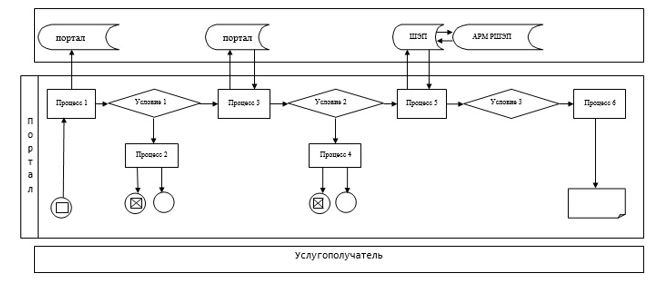 портал
портал
ШЭП
АРМ РШЭП
Процесс 1
Условие 1
Процесс 3
Условие 2
Процесс 5
Условие 3
Процесс 6
Процесс 2
Процесс 4
Портал
Услугополучатель